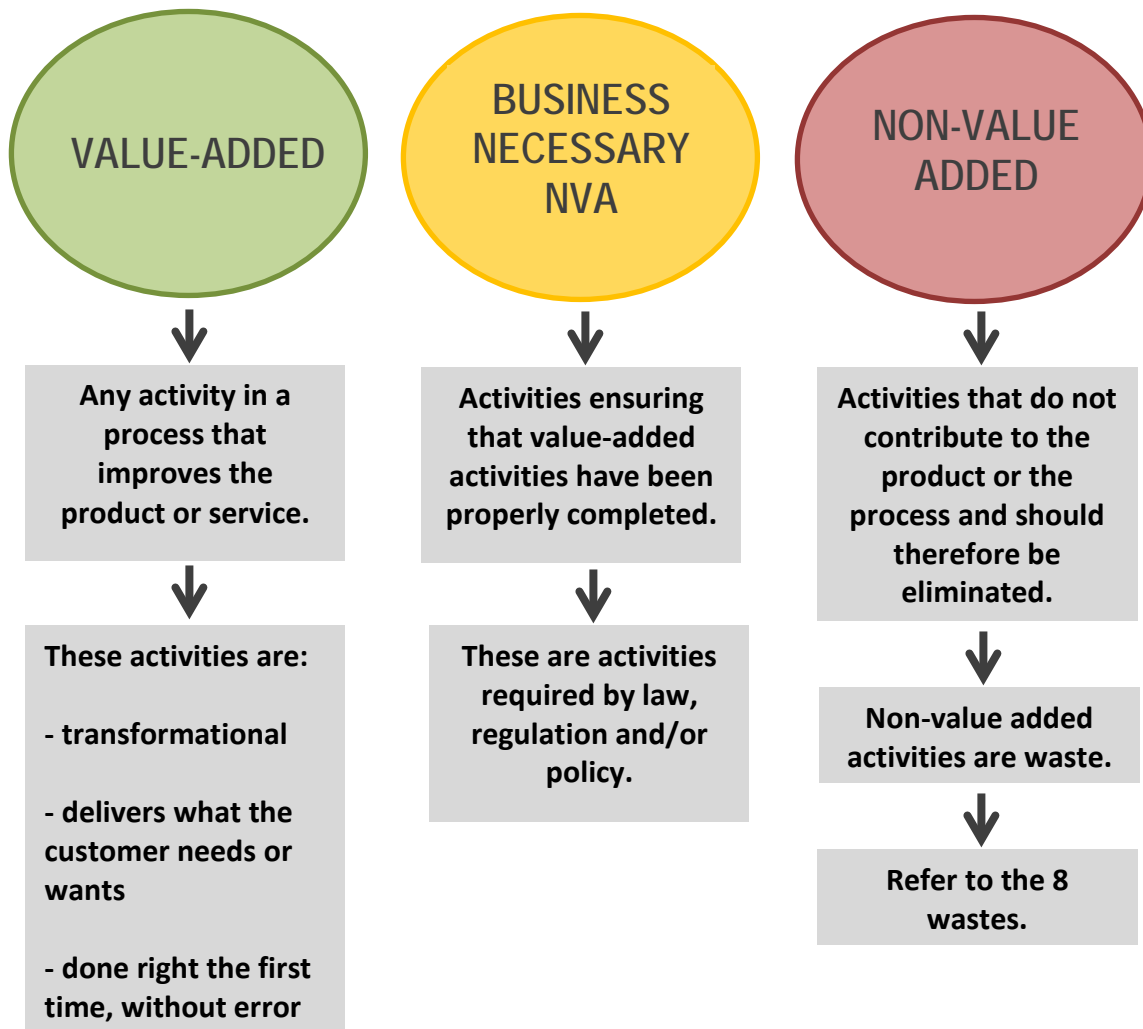 VALUE-ADDED
Any activity in a
process that
improves the
product or service.
These activities are:
- transformational
- delivers what the
customer needs or
wants
- done right the first
time, without error
BUSINESS
NECESSARY
NVA
Activities ensuring
that value-added
activities have been
properly completed.
These are activities
required by law,
regulation and/or
policy.
NON-VALUE
ADDED
Activities that do not
contribute to the
product or the
process and should
therefore be
eliminated.
Non-value added
activities are waste.
Refer to the 8
wastes.